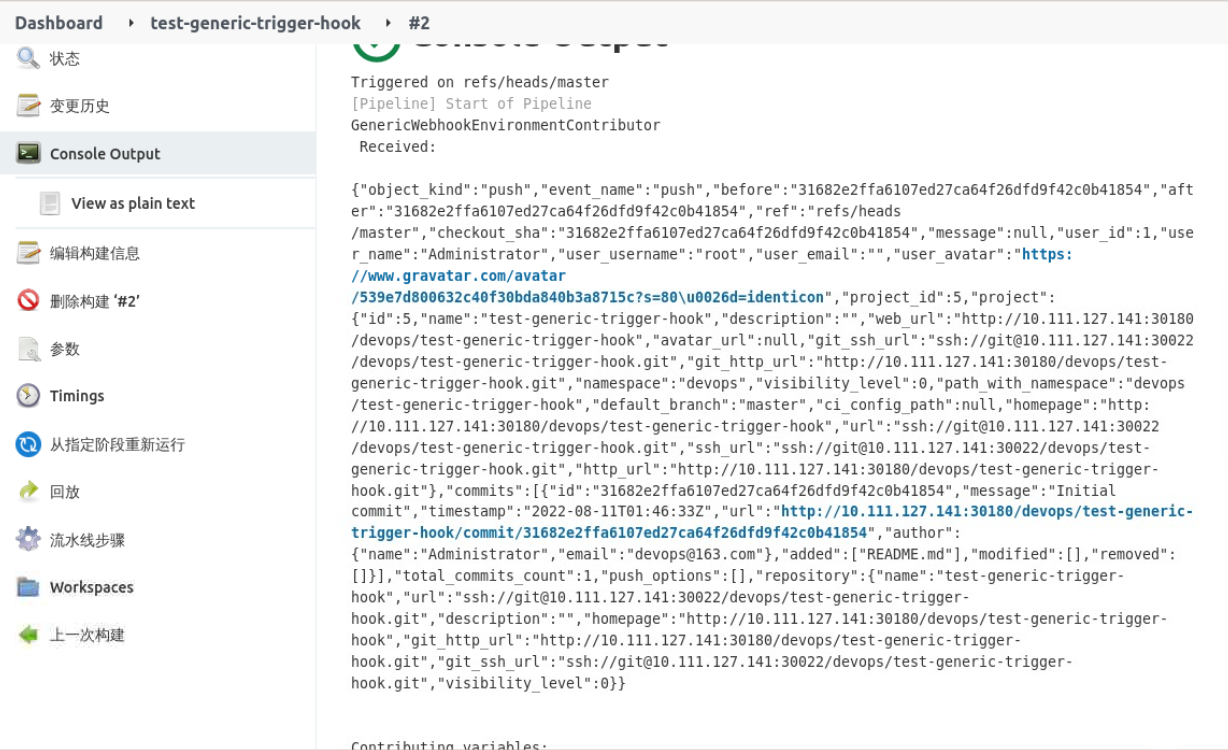 Dashboard ▸ test-generic-trigger-hook ▸ #2
状态
变更历史
Console Output
View as plain text
编辑构建信息
删除构建 ‘#2’
参数
Timings
从指定阶段重新运行
回放
流水线步骤
Workspaces
上一次构建
Console Output
Triggered on refs/heads/master
[Pipeline] Start of Pipeline
GenericWebhookEnvironmentContributor
Received:
{"object_kind":"push","event_name":"push","before":"31682e2ffa6107ed27ca64f26dfd9f42c0b41854","aft
er":"31682e2ffa6107ed27ca64f26dfd9f42c0b41854","ref":"refs/heads
/master","checkout_sha":"31682e2ffa6107ed27ca64f26dfd9f42c0b41854","message":null,"user_id":1,"use
r_name":"Administrator","user_username":"root","user_email":"","user_avatar":"https:
//www.gravatar.com/avatar
/539e7d800632c40f30bda840b3a8715c?s=80\u0026d=identicon","project_id":5,"project":
{"id":5,"name":"test-generic-trigger-hook","description":"","web_url":"http://10.111.127.141:30180
/devops/test-generic-trigger-hook","avatar_url":null,"git_ssh_url":"ssh://git@10.111.127.141:30022
/devops/test-generic-trigger-hook.git","git_http_url":"http://10.111.127.141:30180/devops/test-
generic-trigger-hook.git","namespace":"devops","visibility_level":0,"path_with_namespace":"devops
/test-generic-trigger-hook","default_branch":"master","ci_config_path":null,"homepage":"http:
//10.111.127.141:30180/devops/test-generic-trigger-hook","url":"ssh://git@10.111.127.141:30022
/devops/test-generic-trigger-hook.git","ssh_url":"ssh://git@10.111.127.141:30022/devops/test-
generic-trigger-hook.git","http_url":"http://10.111.127.141:30180/devops/test-generic-trigger-
hook.git"},"commits":[{"id":"31682e2ffa6107ed27ca64f26dfd9f42c0b41854","message":"Initial
commit","timestamp":"2022-08-11T01:46:33Z","url":"http://10.111.127.141:30180/devops/test-generic-
trigger-hook/commit/31682e2ffa6107ed27ca64f26dfd9f42c0b41854","author":
{"name":"Administrator","email":"devops@163.com"},"added":["README.md"],"modified":[],"removed":
[]}],"total_commits_count":1,"push_options":[],"repository":{"name":"test-generic-trigger-
hook","url":"ssh://git@10.111.127.141:30022/devops/test-generic-trigger-
hook.git","description":"","homepage":"http://10.111.127.141:30180/devops/test-generic-trigger-
hook","git_http_url":"http://10.111.127.141:30180/devops/test-generic-trigger-
hook.git","git_ssh_url":"ssh://git@10.111.127.141:30022/devops/test-generic-trigger-
hook.git","visibility_level":0}}
Contributing variables: